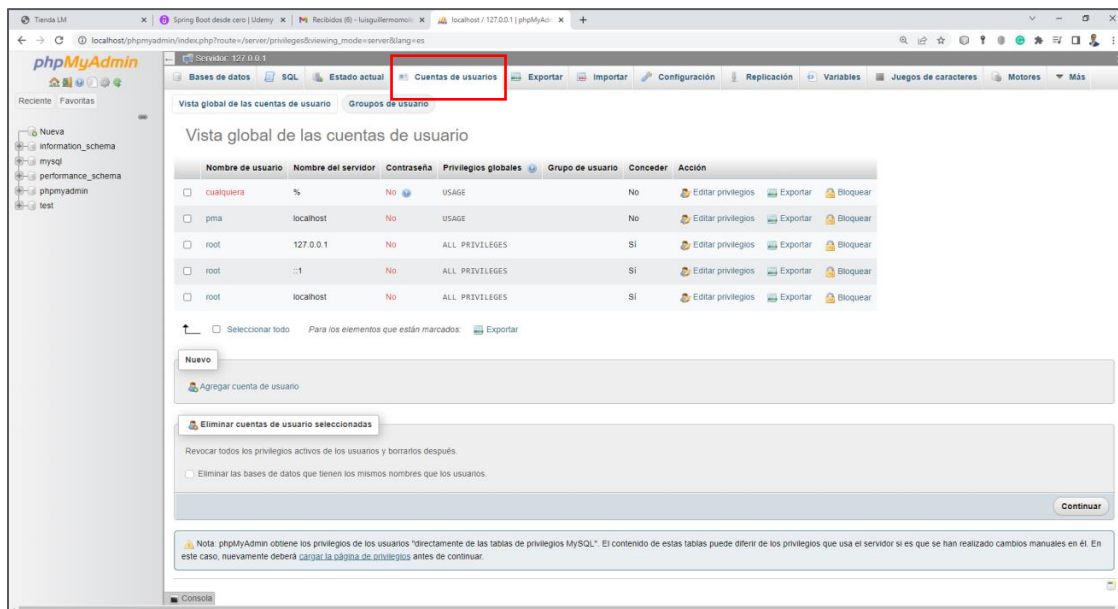 Tienda LM
Spring Boot desde cero | Udemy
Recibidos (6) - luisguillermomoli
localhost / 127.0.0.1 | phpMyAdm
localhost/phpmyadmin/index.php?route=/server/privileges&viewing_mode=server&lang=es
phpMyAdmin
Reciente Favoritas
Nueva
information_schema
mysql
performance_schema
phpmyadmin
test
Servidor: 127.0.0.1
Bases de datos SQL Estado actual Cuentas de usuarios Exportar Importar Configuración Replicación Variables Juegos de caracteres Motores Más
Vista global de las cuentas de usuario Groupos de usuario
Vista global de las cuentas de usuario
Nombre de usuario Nombre del servidor Contraseña Privilegios globales Grupo de usuario Conceder Acción
cualquiera % No USAGE No Editar privilegios Exportar Bloquear
pma localhost No USAGE No Editar privilegios Exportar Bloquear
root 127.0.0.1 No ALL PRIVILEGES Sí Editar privilegios Exportar Bloquear
root ::1 No ALL PRIVILEGES Sí Editar privilegios Exportar Bloquear
root localhost No ALL PRIVILEGES Sí Editar privilegios Exportar Bloquear
Seleccionar todo Para los elementos que están marcados: Exportar
Nuevo
Agregar cuenta de usuario
Eliminar cuentas de usuario seleccionadas
Revocar todos los privilegios activos de los usuarios y borrarlos después.
Eliminar las bases de datos que tienen los mismos nombres que los usuarios.
Continuar
Nota: phpMyAdmin obtiene los privilegios de los usuarios "directamente de las tablas de privilegios MySQL". El contenido de estas tablas puede diferir de los privilegios que usa el servidor si es que se han realizado cambios manuales en él. En
este caso, nuevamente deberá cargar la página de privilegios antes de continuar.
Consola